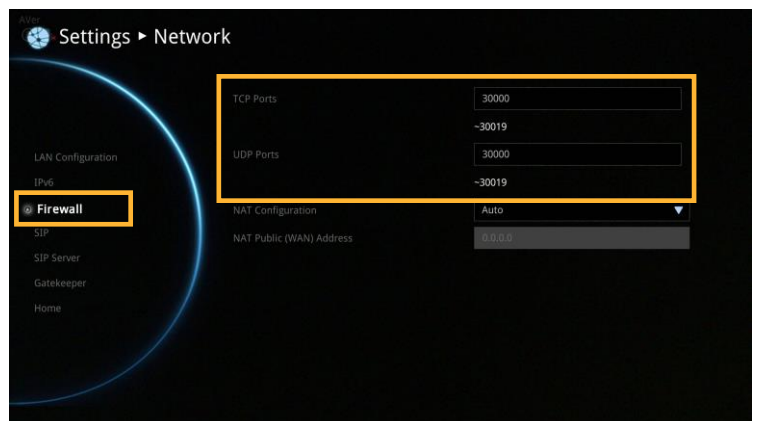 AVer
Settings ▸ Network
TCP Ports
30000
~30019
LAN Configuration
UDP Ports
30000
IPv6
~30019
Firewall
NAT Configuration
Auto
SIP
NAT Public (WAN) Address
0.0.0.0
SIP Server
Gatekeeper
Home